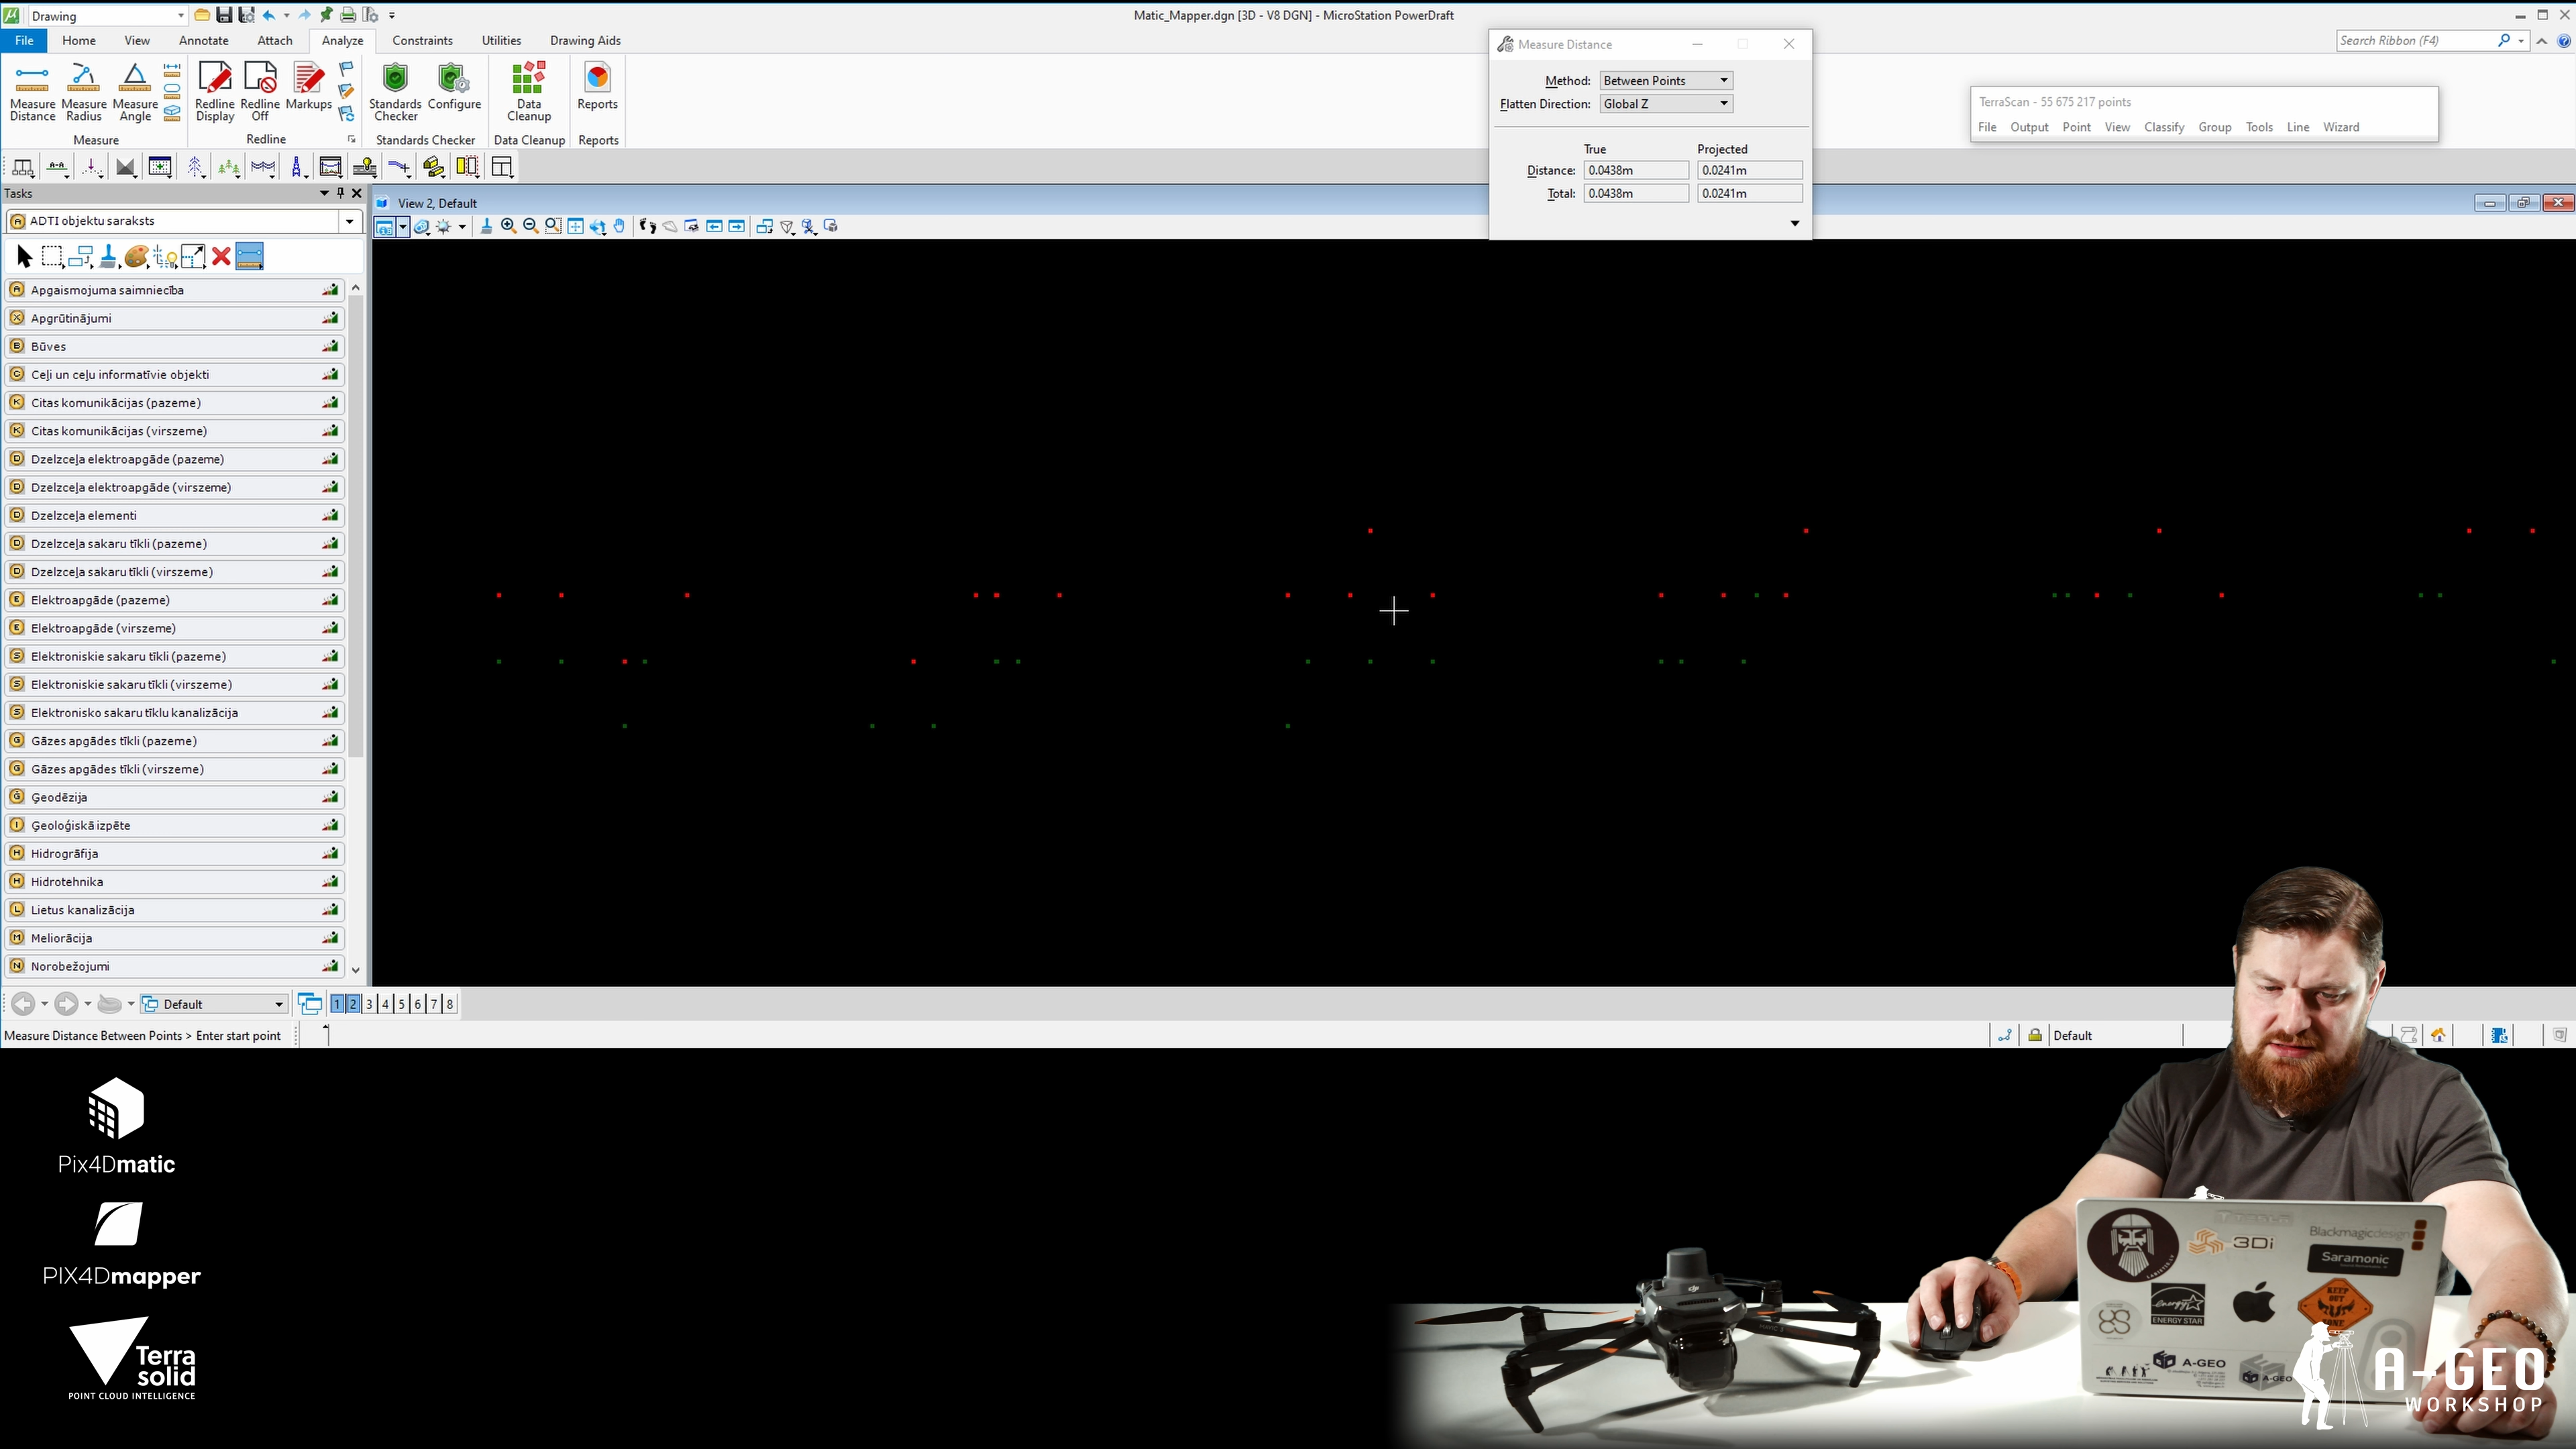 Drawing
Matic_Mapper.dgn [3D - V8 DGN] - MicroStation PowerDraft
File Home View Annotate Attach Analyze Constraints Utilities Drawing Aids
Search Ribbon (F4)
Measure Distance
Measure Radius
Measure Angle
Redline Display
Redline Off
Markups
Standards Checker
Configure
Data Cleanup
Reports
Measure
Redline
Standards Checker
Data Cleanup
Reports
Measure Distance
Method: Between Points
Flatten Direction: Global Z
True Projected
Distance: 0.0438m 0.0241m
Total: 0.0438m 0.0241m
TerraScan - 55 675 217 points
File Output Point View Classify Group Tools Line Wizard
Tasks
ADTI objektu saraksts
View 2, Default
Apgaismojuma saimniecība
Apgrūtinājumi
Būves
Ceļi un ceļu informatīvie objekti
Citas komunikācijas (pazeme)
Citas komunikācijas (virszeme)
Dzelzceļa elektroapgāde (pazeme)
Dzelzceļa elektroapgāde (virszeme)
Dzelzceļa elementi
Dzelzceļa sakaru tīkli (pazeme)
Dzelzceļa sakaru tīkli (virszeme)
Elektroapgāde (pazeme)
Elektroapgāde (virszeme)
Elektroniskie sakaru tīkli (pazeme)
Elektroniskie sakaru tīkli (virszeme)
Elektronisko sakaru tīklu kanalizācija
Gāzes apgādes tīkli (pazeme)
Gāzes apgādes tīkli (virszeme)
Ģeodēzija
Ģeoloģiskā izpēte
Hidrogrāfija
Hidrotehnika
Lietus kanalizācija
Meliorācija
Norobežojumi
Default
1 2 3 4 5 6 7 8
Measure Distance Between Points > Enter start point
Default
Pix4Dmatic
PIX4Dmapper
Terra
solid
POINT CLOUD INTELLIGENCE
3Di
Blackmagicdesign
Saramonic
energy
ENERGY STAR
KEEP
OUT
ZONE
A-GEO
A-GEO
A-GEO
WORKSHOP